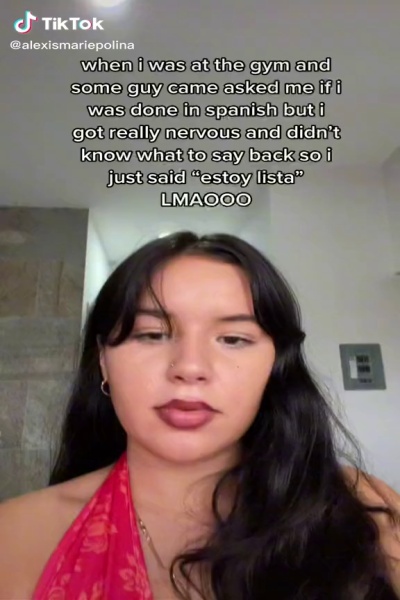 TikTok
@alexismariepolina
when i was at the gym and
some guy came asked me if i
was done in spanish but i
got really nervous and didn't
know what to say back so i
just said “estoy lista”
LMAOOO